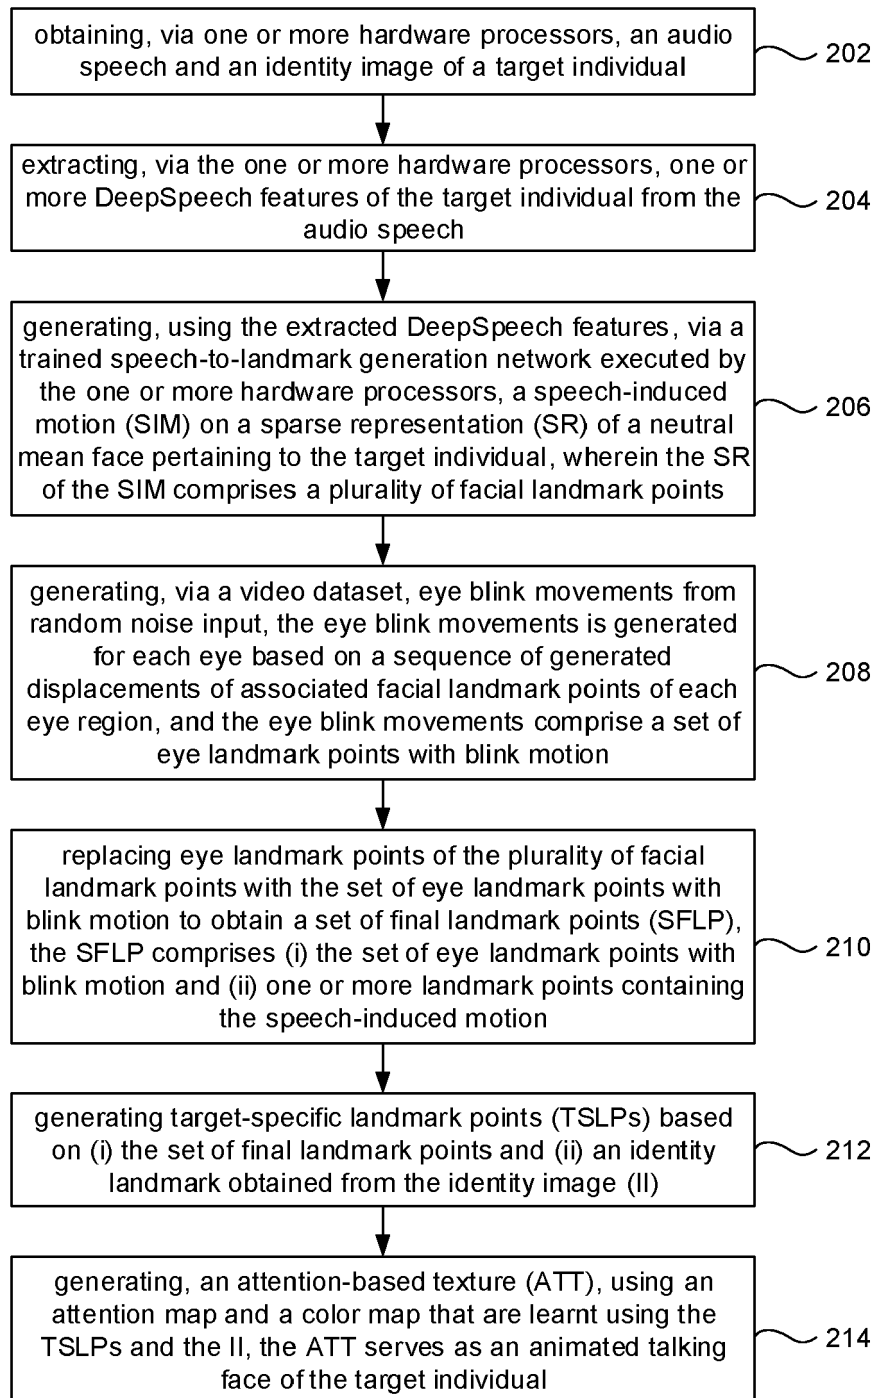 obtaining, via one or more hardware processors, an audio
speech and an identity image of a target individual
202
extracting, via the one or more hardware processors, one or
more DeepSpeech features of the target individual from the
audio speech
204
generating, using the extracted DeepSpeech features, via a
trained speech-to-landmark generation network executed by
the one or more hardware processors, a speech-induced
motion (SIM) on a sparse representation (SR) of a neutral
mean face pertaining to the target individual, wherein the SR
of the SIM comprises a plurality of facial landmark points
206
generating, via a video dataset, eye blink movements from
random noise input, the eye blink movements is generated
for each eye based on a sequence of generated
displacements of associated facial landmark points of each
eye region, and the eye blink movements comprise a set of
eye landmark points with blink motion
208
replacing eye landmark points of the plurality of facial
landmark points with the set of eye landmark points with
blink motion to obtain a set of final landmark points (SFLP),
the SFLP comprises (i) the set of eye landmark points with
blink motion and (ii) one or more landmark points containing
the speech-induced motion
210
generating target-specific landmark points (TSLPs) based
on (i) the set of final landmark points and (ii) an identity
landmark obtained from the identity image (II)
212
generating, an attention-based texture (ATT), using an
attention map and a color map that are learnt using the
TSLPs and the II, the ATT serves as an animated talking
face of the target individual
214